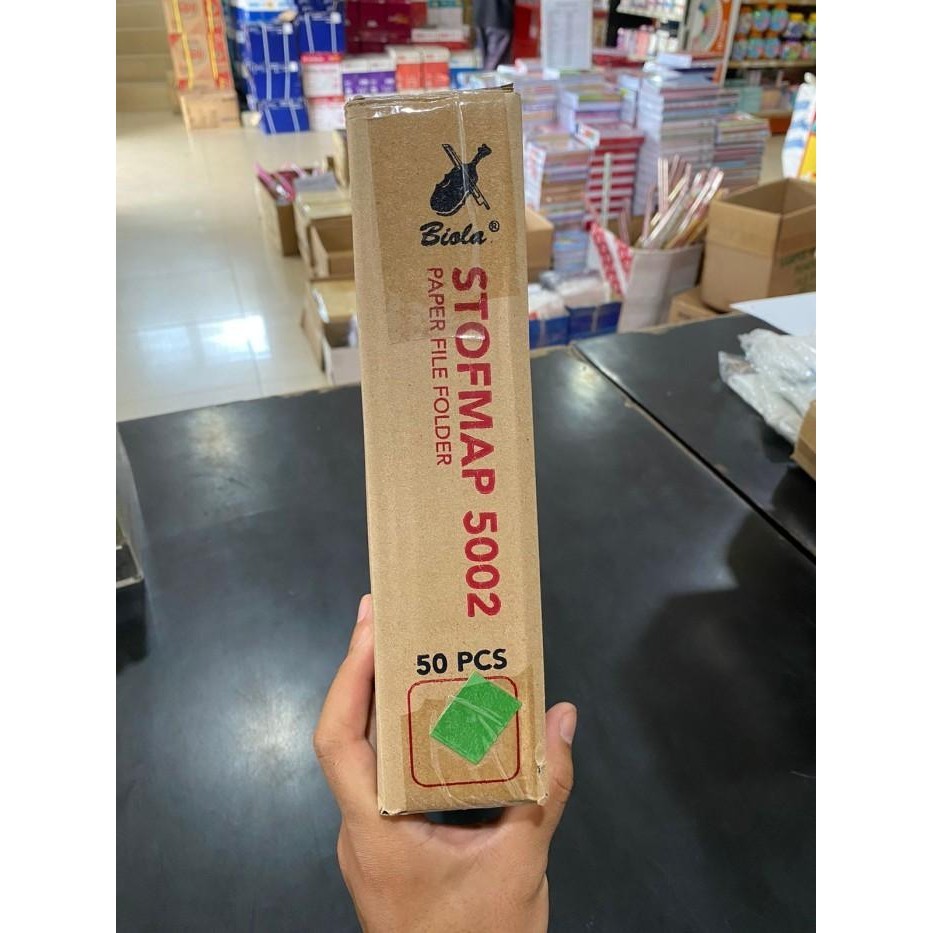 Biola®
STOFMAP 5002
PAPER FILE FOLDER
50 PCS